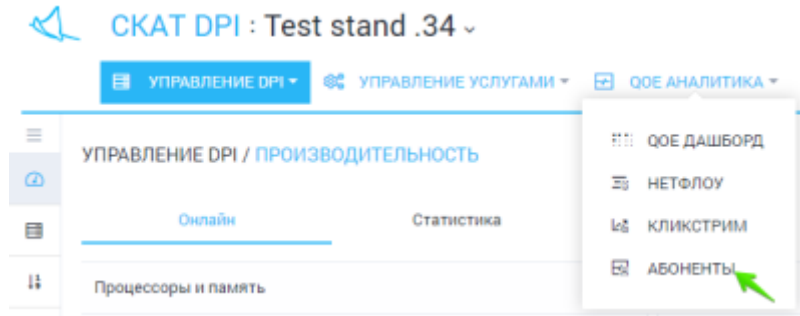 СКАТ DPI : Test stand .34
УПРАВЛЕНИЕ DPI УПРАВЛЕНИЕ УСЛУГАМИ QOE АНАЛИТИКА
QOE ДАШБОРД
УПРАВЛЕНИЕ DPI / ПРОИЗВОДИТЕЛЬНОСТЬ
НЕТФЛОУ
Онлайн Статистика
КЛИКСТРИМ
АБОНЕНТЫ
Процессоры и память